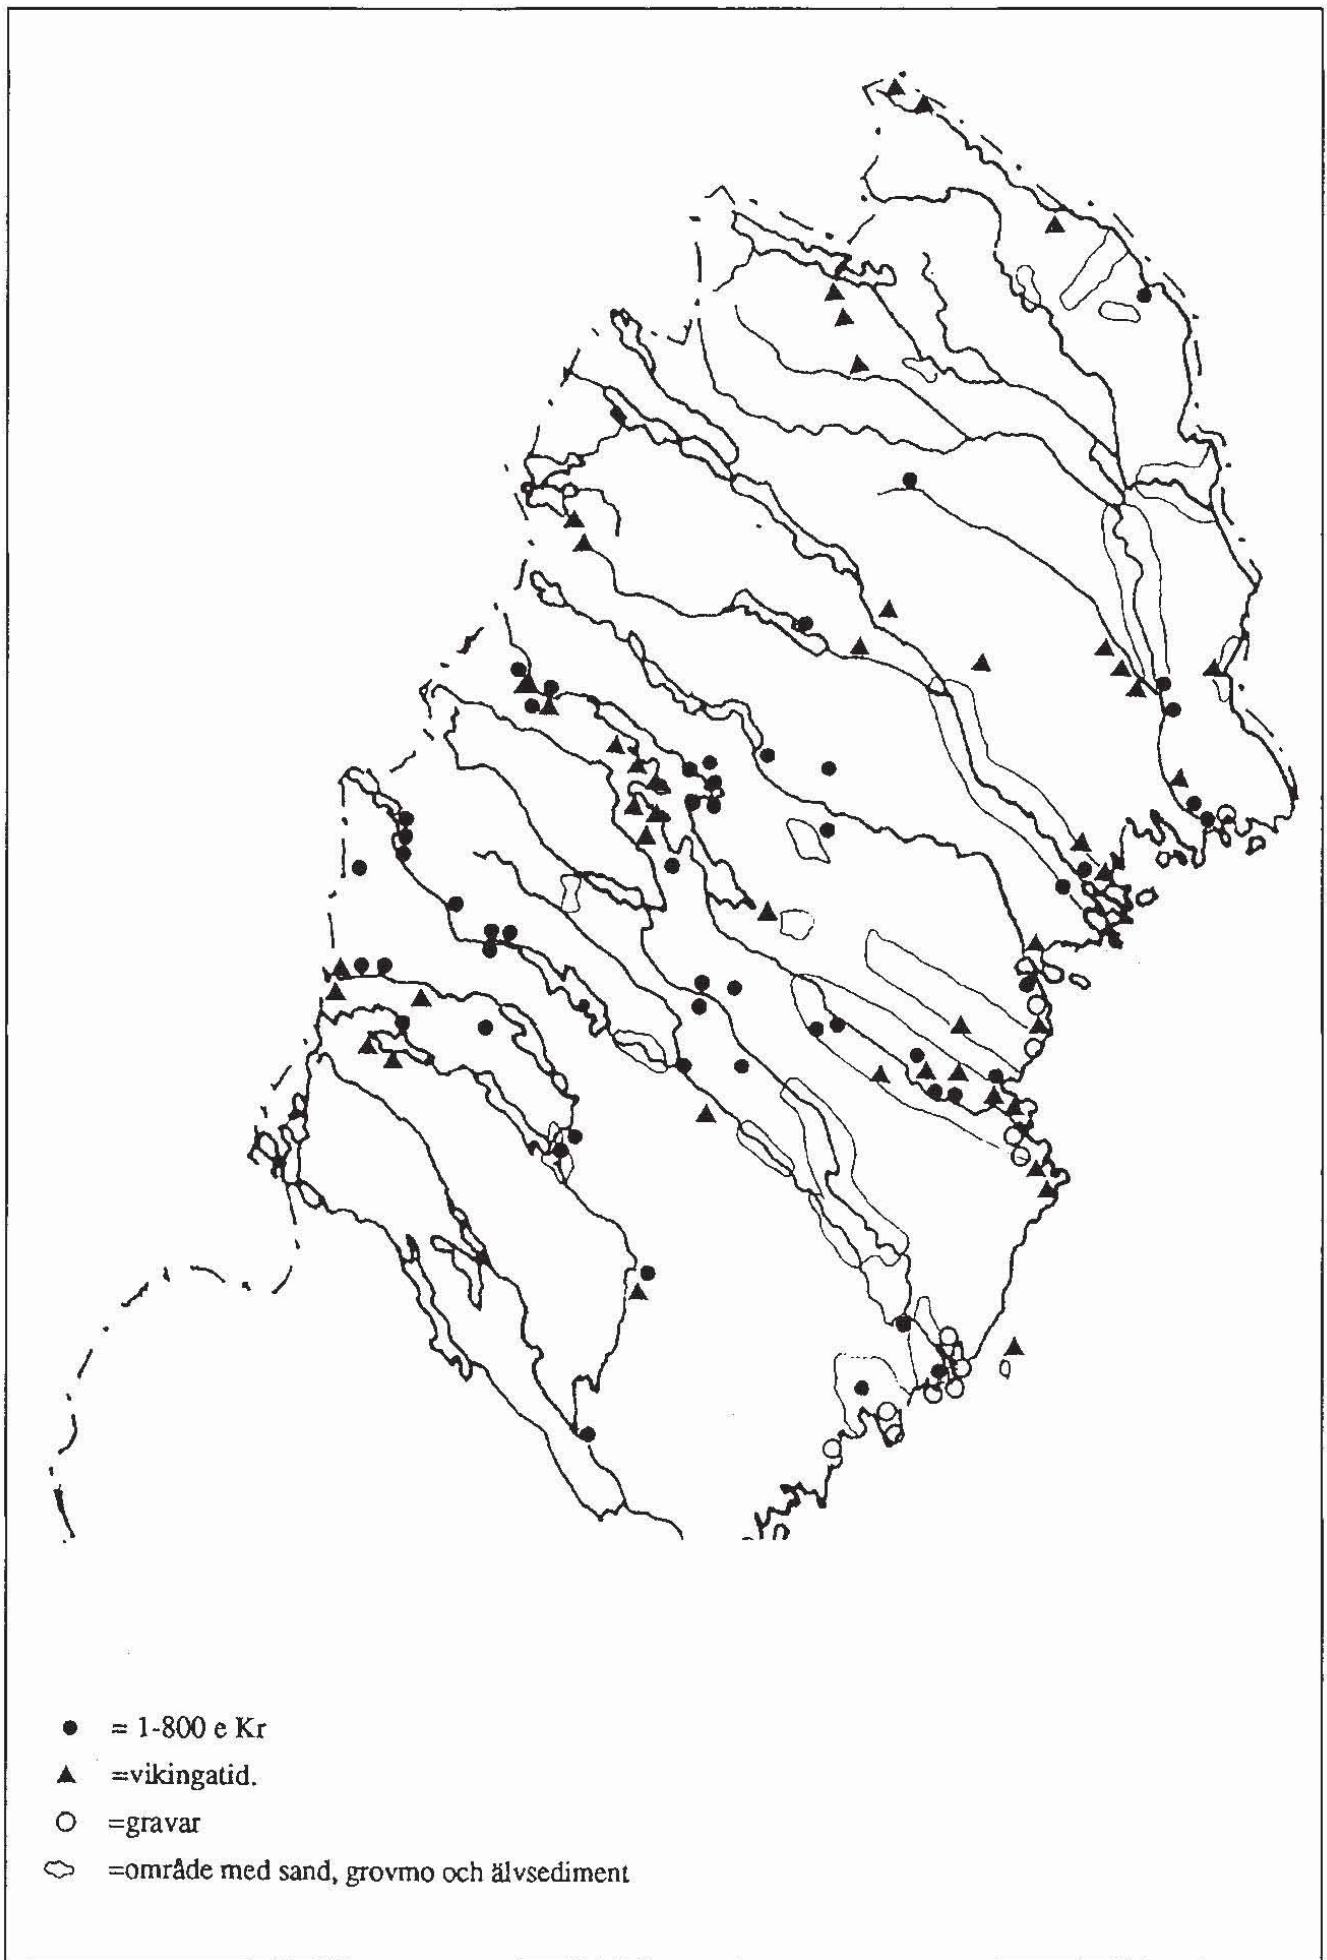 = 1-800 e Kr
=vikingatid.
=gravar
=område med sand, grovmo och älvsediment